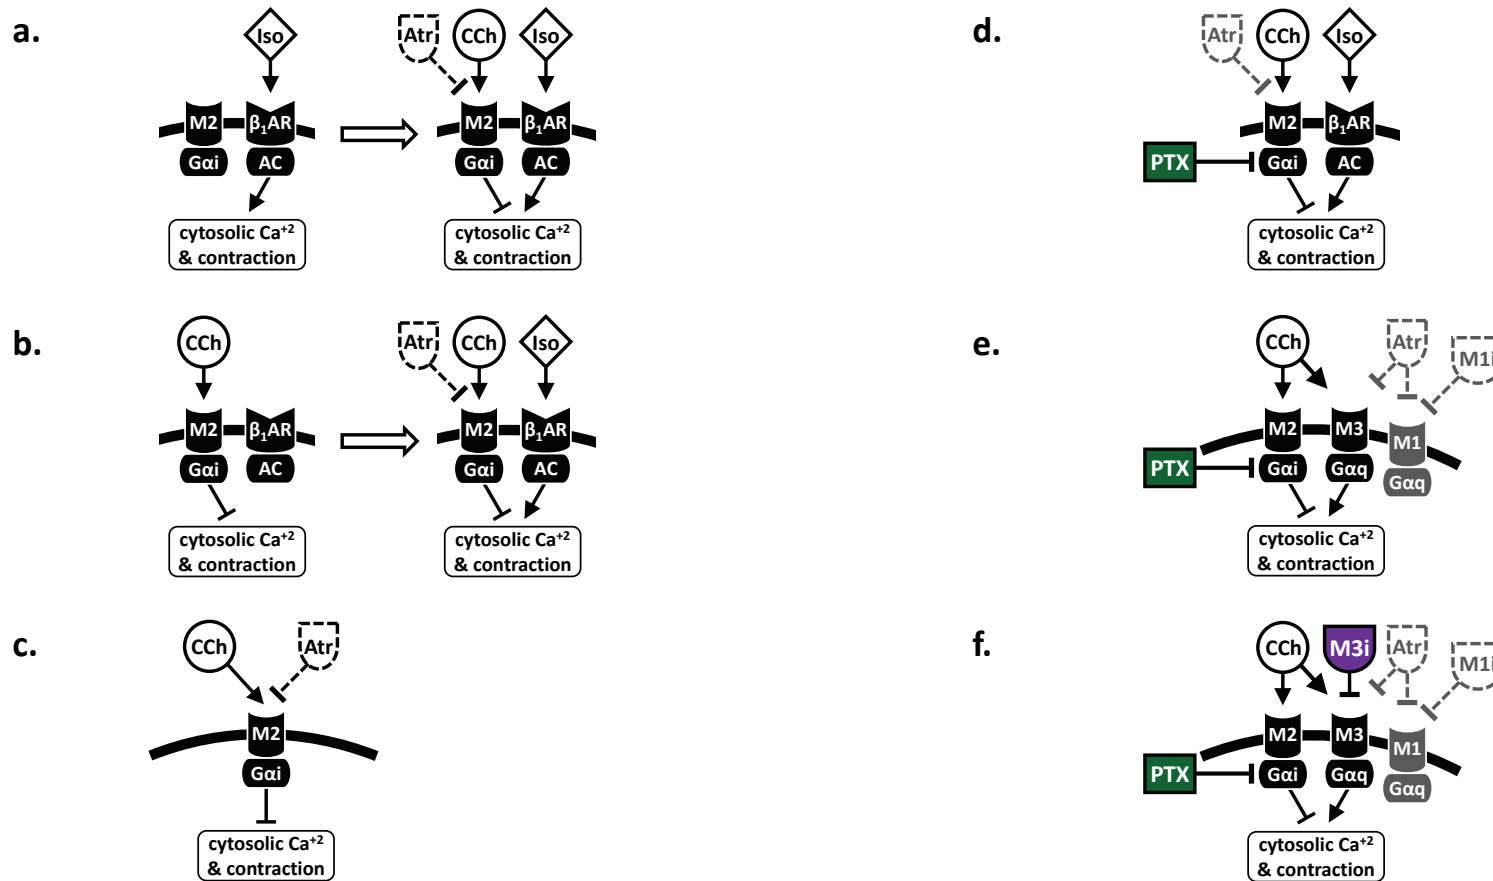 a.
Iso
M2
β₁AR
Gαi
AC
cytosolic Ca⁺²
& contraction
Atr
CCh
Iso
M2
β₁AR
Gαi
AC
cytosolic Ca⁺²
& contraction
b.
CCh
M2
β₁AR
Gαi
AC
cytosolic Ca⁺²
& contraction
Atr
CCh
Iso
M2
β₁AR
Gαi
AC
cytosolic Ca⁺²
& contraction
c.
CCh
Atr
M2
Gαi
cytosolic Ca⁺²
& contraction
d.
Atr
CCh
Iso
M2
β₁AR
PTX
Gαi
AC
cytosolic Ca⁺²
& contraction
e.
CCh
Atr
M1i
M2
M3
M1
PTX
Gαi
Gαq
Gαq
cytosolic Ca⁺²
& contraction
f.
CCh
M3i
Atr
M1i
M2
M3
M1
PTX
Gαi
Gαq
Gαq
cytosolic Ca⁺²
& contraction